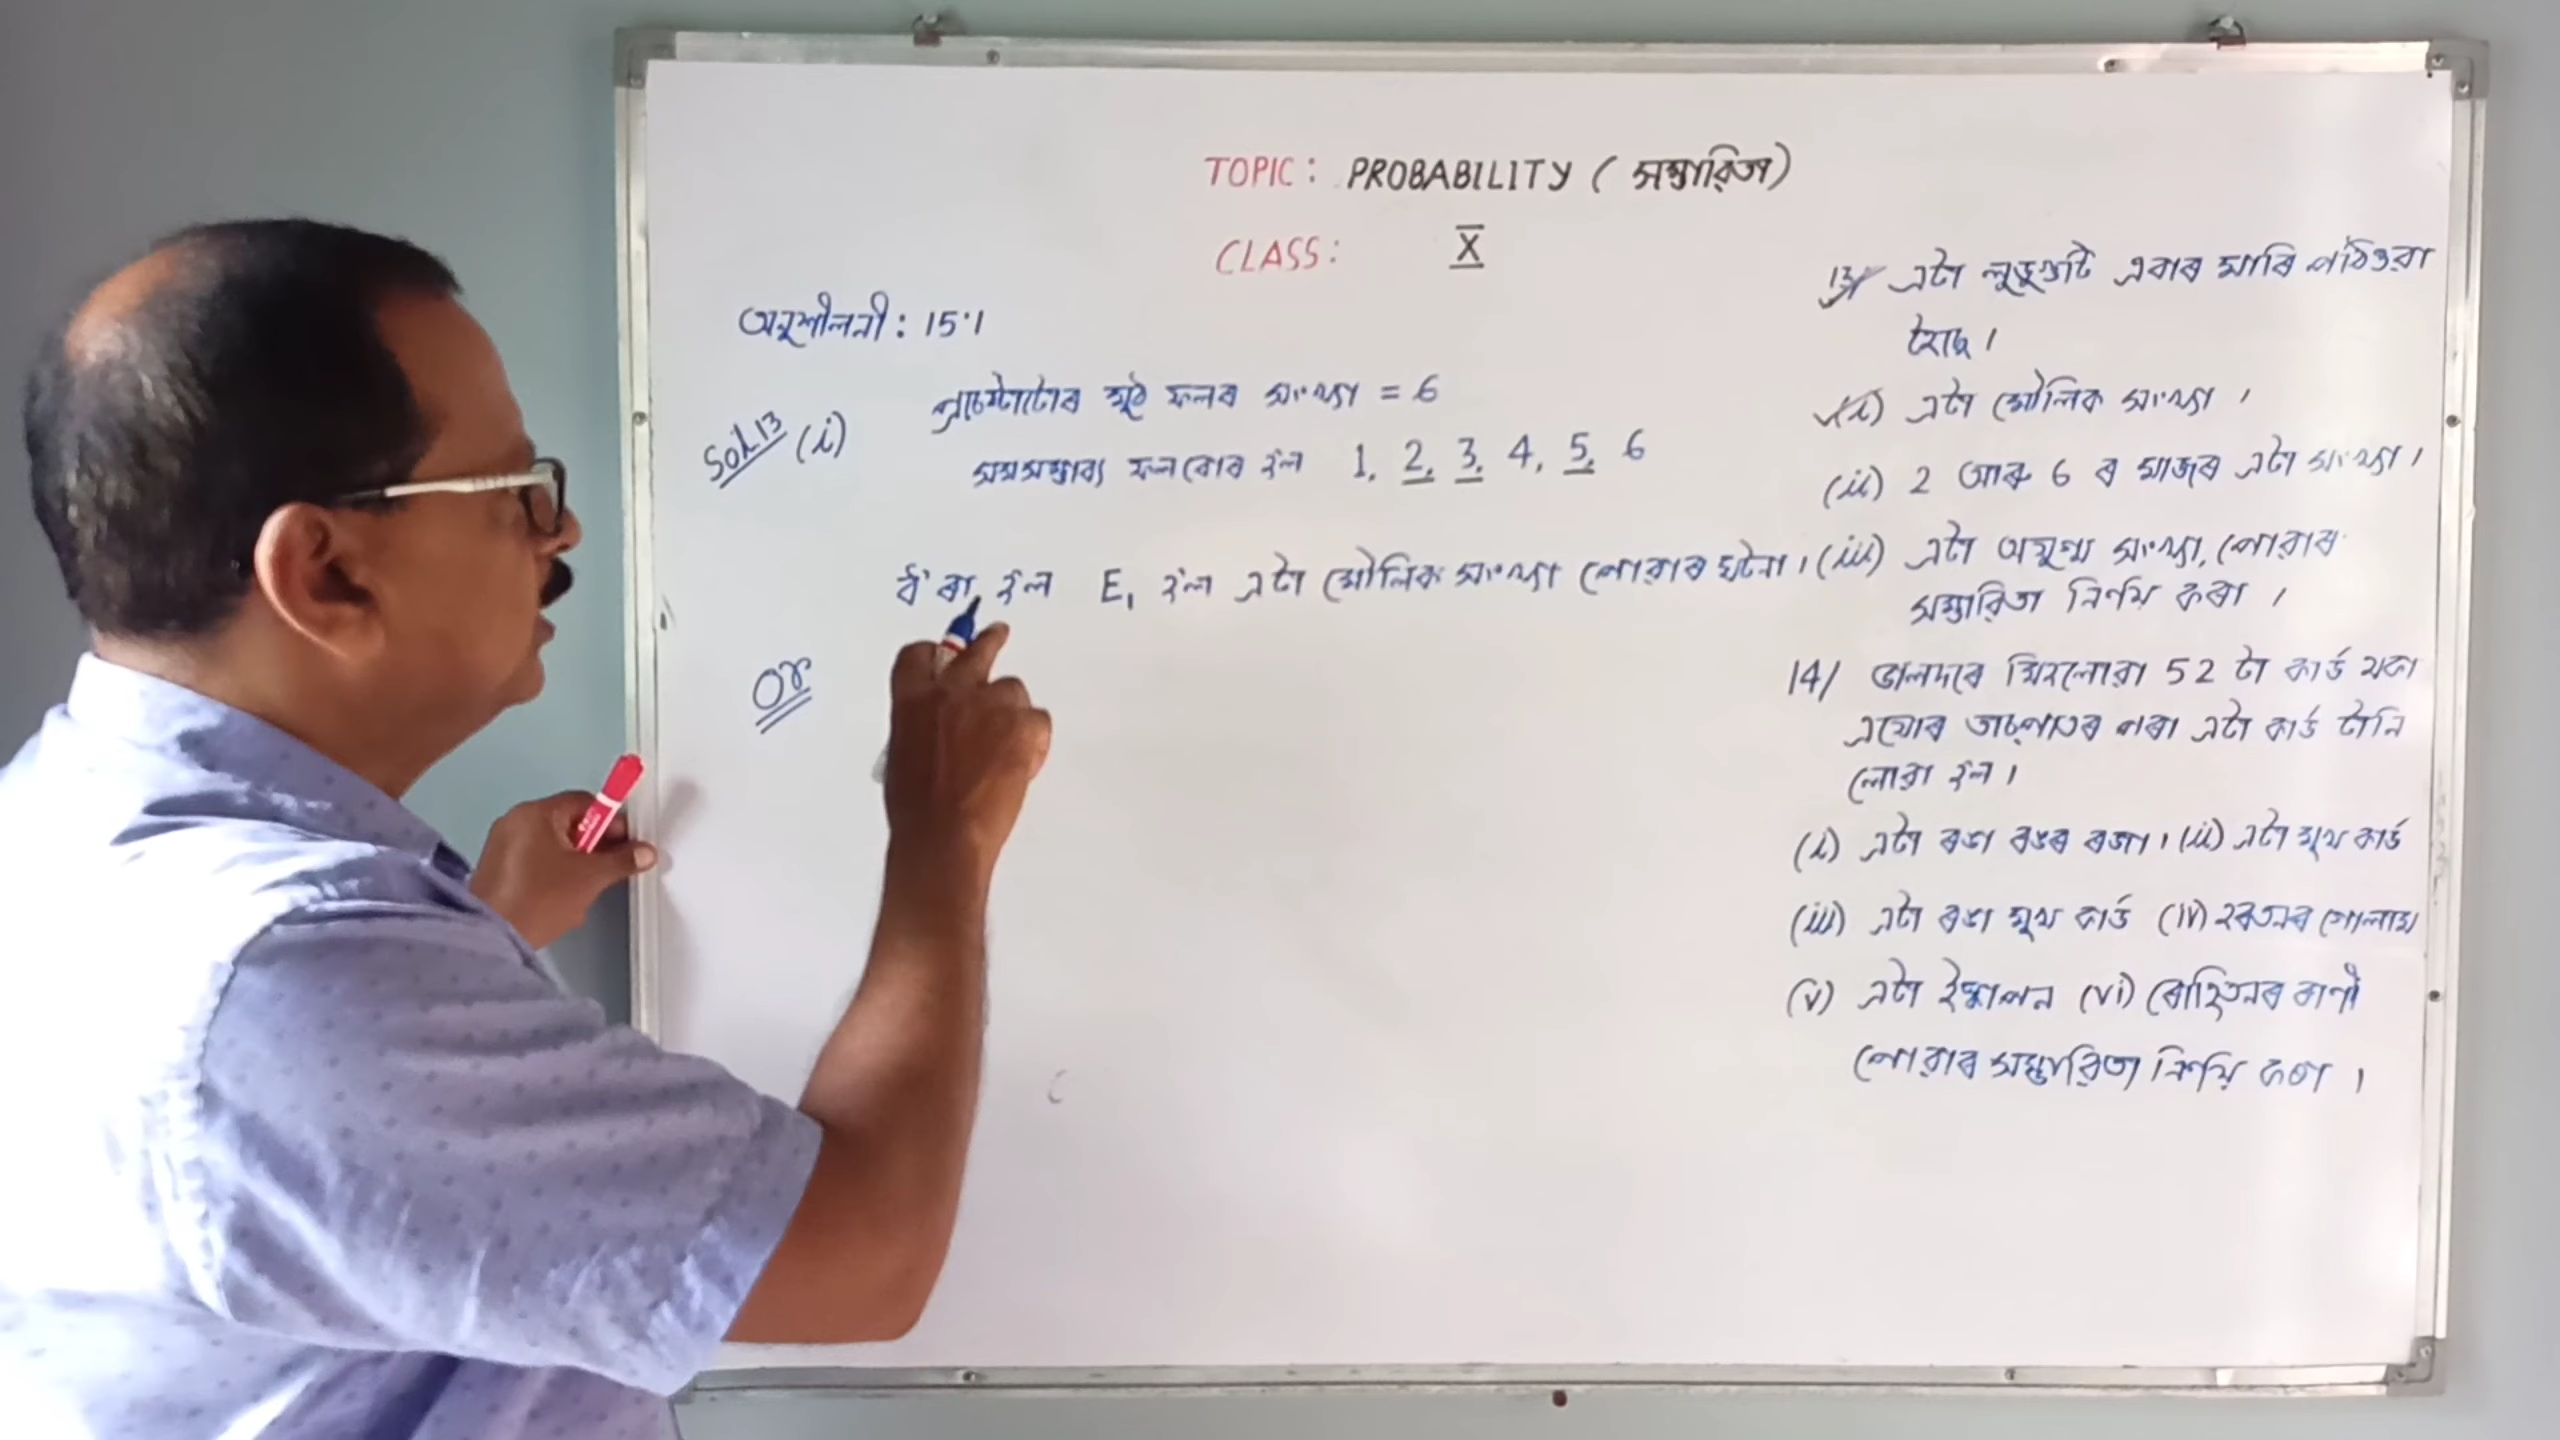 TOPIC: PROBABILITY (সম্ভাৱিতা)
CLASS: X
অনুশীলনী: 15.1
Sol 13 (i) প্ৰচেষ্টাটোৰ মুঠ ফলৰ সংখ্যা = 6
সমসম্ভাব্য ফলবোৰ হ'ল 1, 2, 3, 4, 5, 6
ধ'ৰা হ'ল E₁ হ'ল এটা মৌলিক সংখ্যা পোৱাৰ ঘটনা।
Or
13/ এটা লুডুগুটি এবাৰ মাৰি পঠিওৱা
হৈছে।
(i) এটা মৌলিক সংখ্যা,
(ii) 2 আৰু 6 ৰ মাজৰ এটা সংখ্যা,
(iii) এটা অযুগ্ম সংখ্যা, পোৱাৰ
সম্ভাৱিতা নিৰ্ণয় কৰা।
14/ ভালদৰে মিহলোৱা 52 টা কাৰ্ড থকা
এযোৰ তাচপাতৰ পৰা এটা কাৰ্ড টানি
লোৱা হ'ল।
(i) এটা ৰঙা ৰঙৰ ৰজা। (ii) এটা মুখ কাৰ্ড
(iii) এটা ৰঙা মুখ কাৰ্ড (iv) হৰতনৰ গোলাম
(v) এটা ইস্কাপন (vi) ৰোহিতনৰ ৰাণী
পোৱাৰ সম্ভাৱিতা নিৰ্ণয় কৰা।